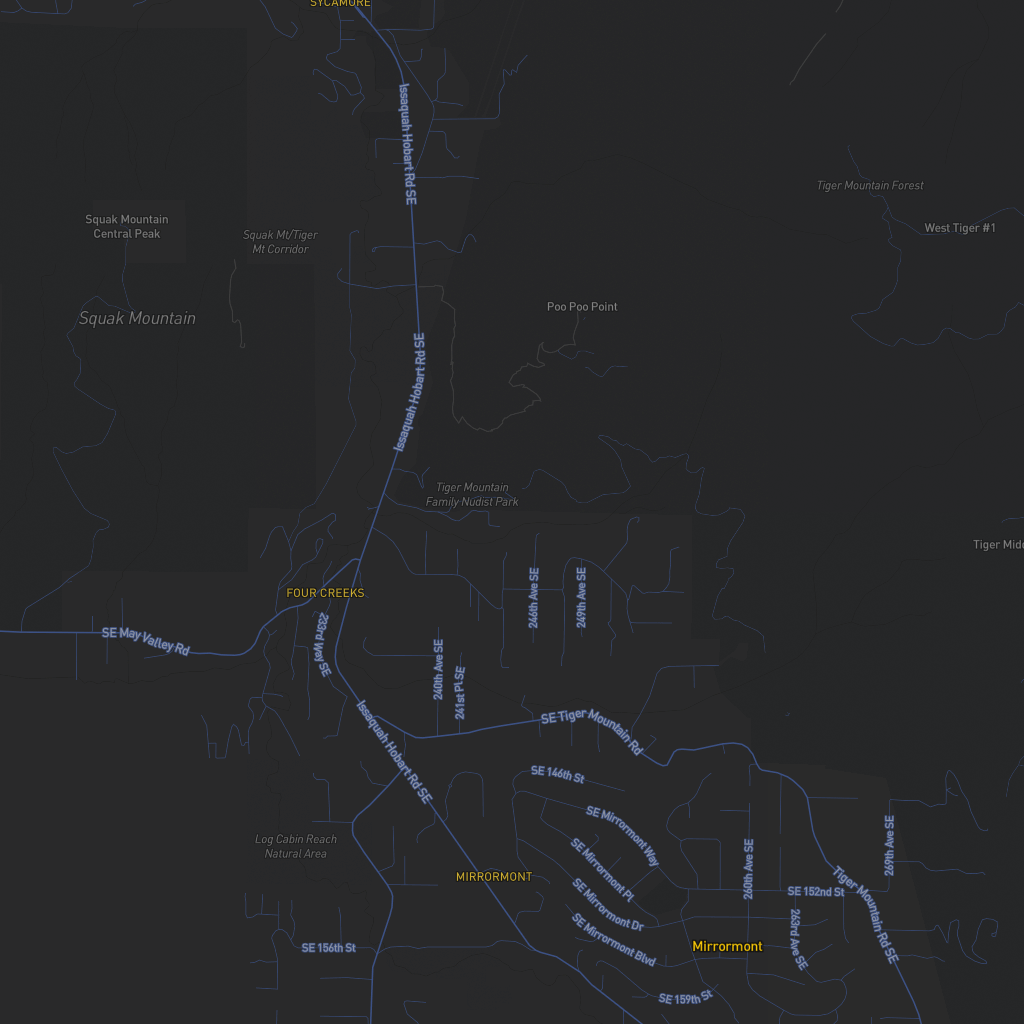 SYCAMORE
Issaquah Hobart Rd SE
Tiger Mountain Forest
Squak Mountain
Central Peak
West Tiger #1
Squak Mt/Tiger
Mt Corridor
Poo Poo Point
Squak Mountain
Issaquah Hobart Rd SE
Tiger Mountain
Family Nudist Park
Tiger Midd
FOUR CREEKS
246th Ave SE
249th Ave SE
SE May Valley Rd
233rd Way SE
240th Ave SE
241st Pl SE
Issaquah Hobart Rd SE
SE Tiger Mountain Rd
SE 146th St
SE Mirrormont Way
Log Cabin Reach
Natural Area
SE Mirrormont Pl
260th Ave SE
269th Ave SE
MIRRORMONT
SE Mirrormont Dr
SE 152nd St
Tiger Mountain Rd SE
SE Mirrormont Blvd
263rd Ave SE
SE 156th St
Mirrormont
SE 159th St